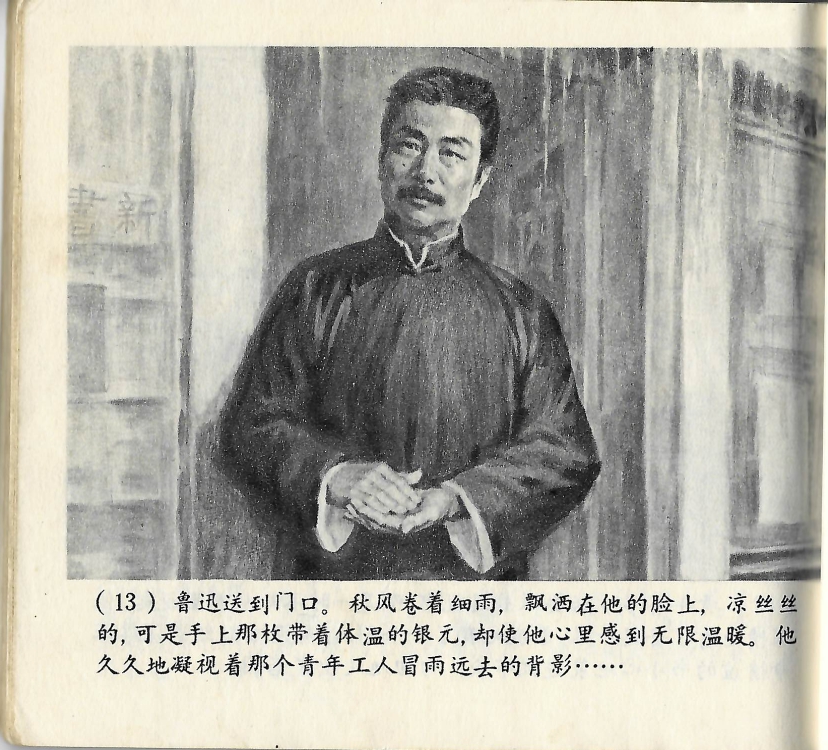 新書
(13) 鲁迅送到门口。秋风卷着细雨，飘洒在他的脸上，凉丝丝
的，可是手上那枚带着体温的银元，却使他心里感到无限温暖。他
久久地凝视着那个青年工人冒雨远去的背影……